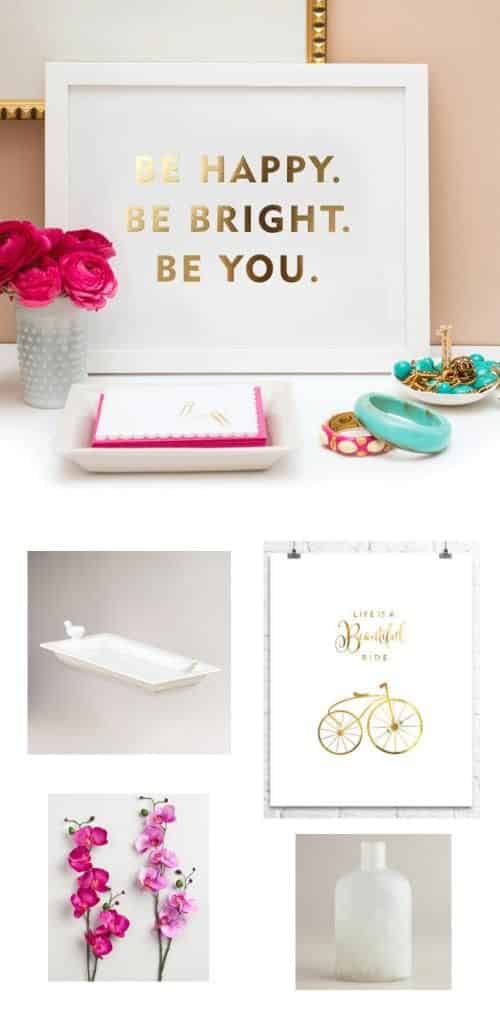 BE HAPPY.
BE BRIGHT.
BE YOU.
LIFE IS A
Beautiful
RIDE